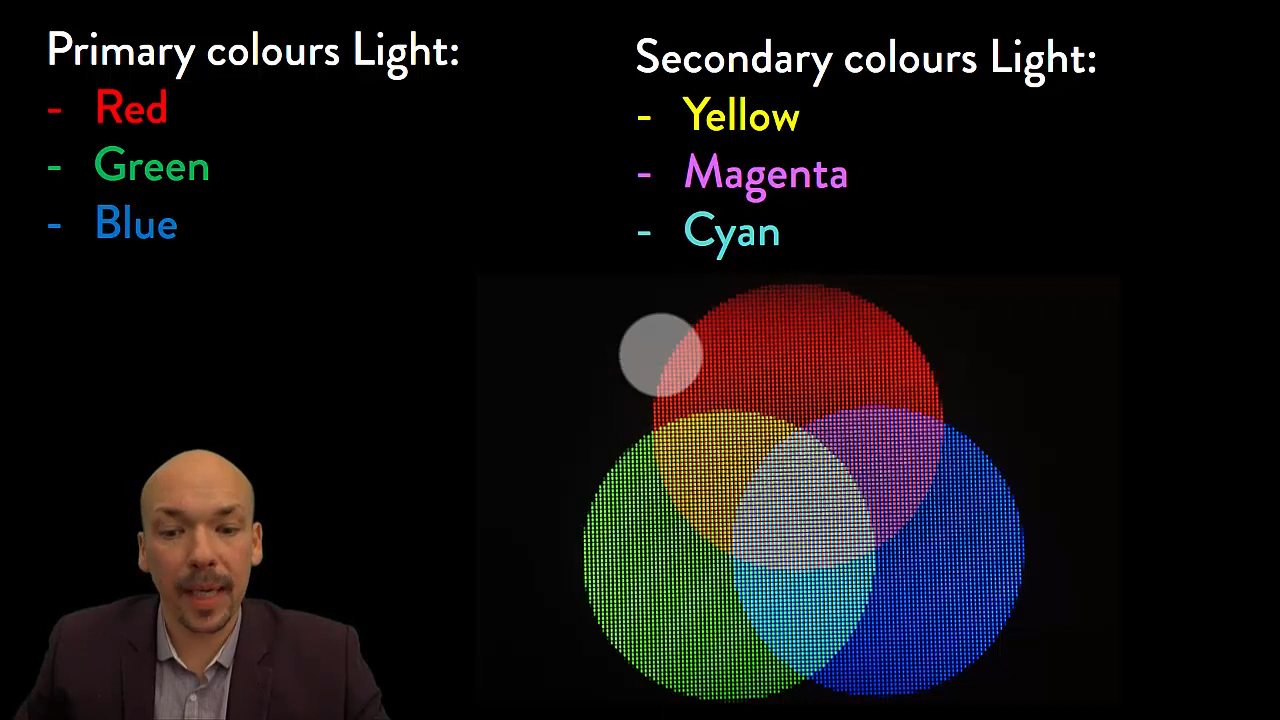 Primary colours Light:
- Red
- Green
- Blue
Secondary colours Light:
- Yellow
- Magenta
- Cyan